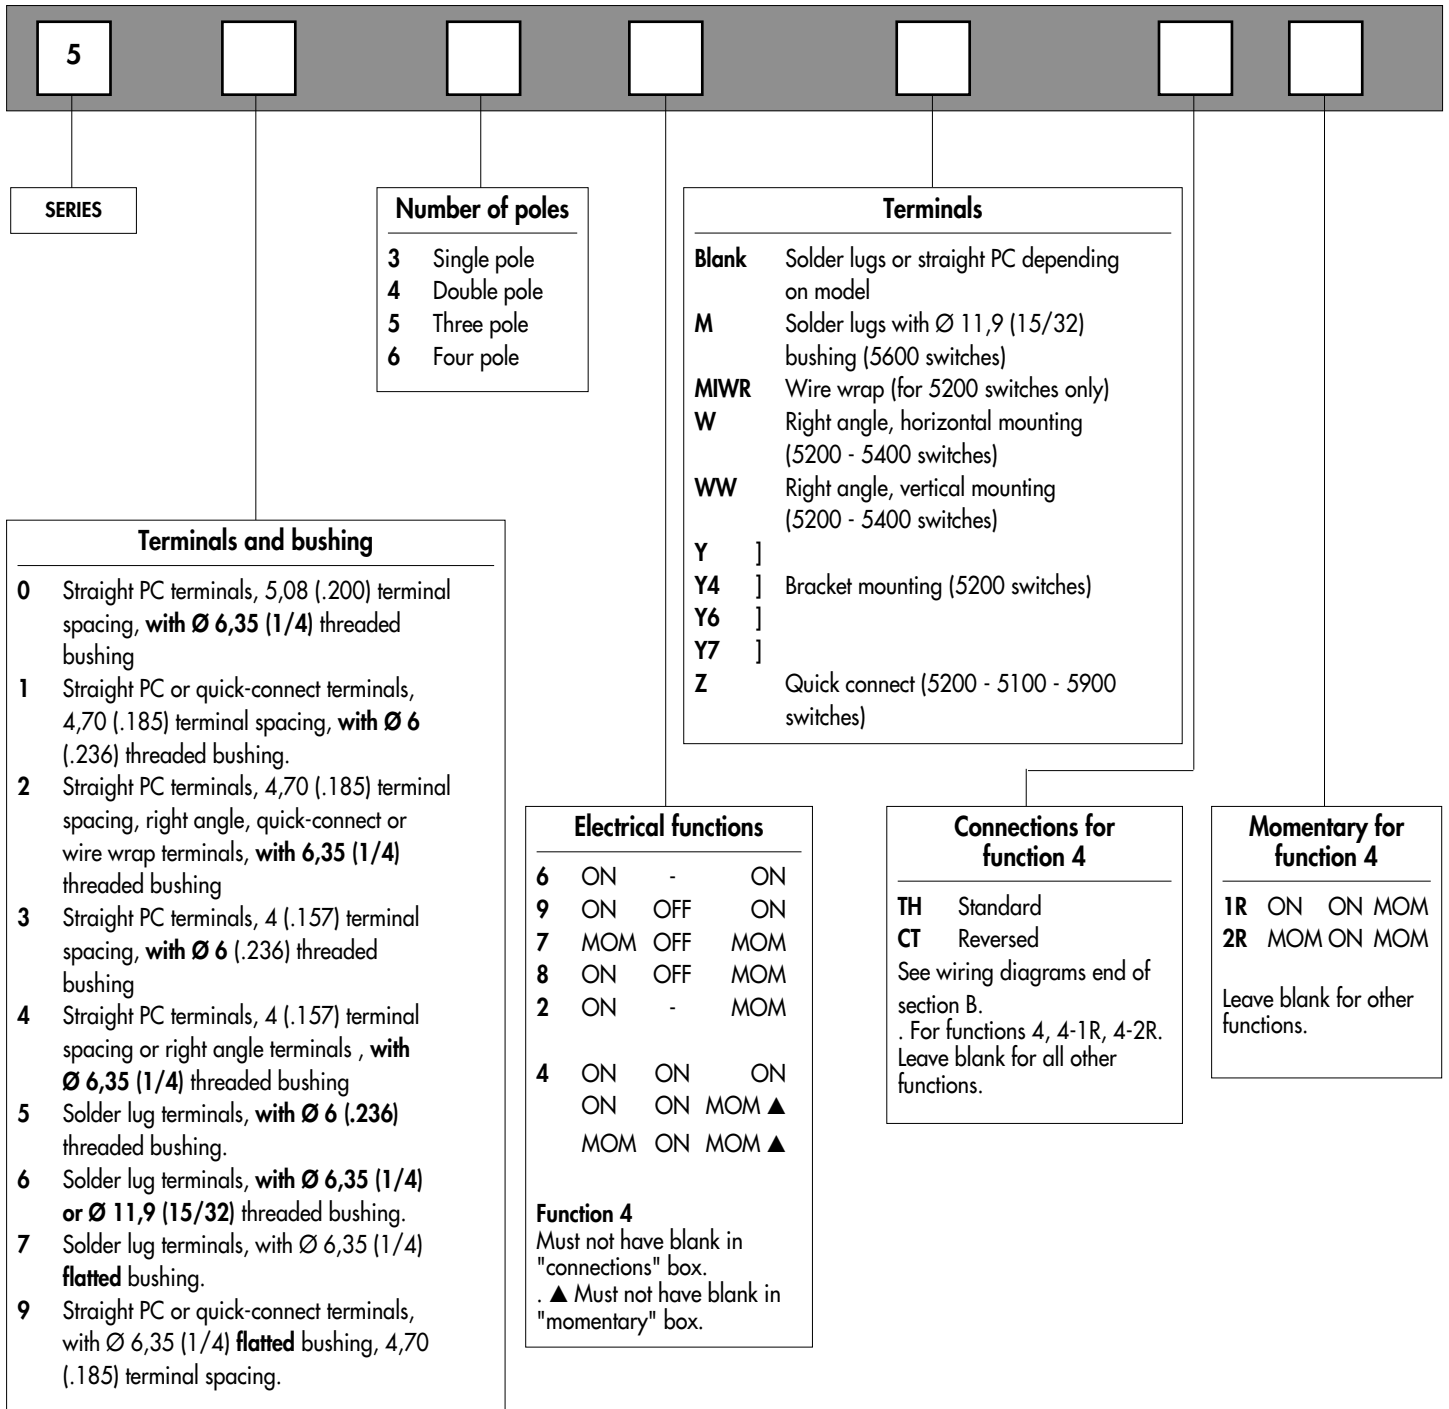 5
SERIES
Number of poles
3 Single pole
4 Double pole
5 Three pole
6 Four pole
Terminals
Blank Solder lugs or straight PC depending
on model
M Solder lugs with Ø 11,9 (15/32)
bushing (5600 switches)
MIWR Wire wrap (for 5200 switches only)
W Right angle, horizontal mounting
(5200 - 5400 switches)
WW Right angle, vertical mounting
(5200 - 5400 switches)
Y ]
Y4 ] Bracket mounting (5200 switches)
Y6 ]
Y7 ]
Z Quick connect (5200 - 5100 - 5900
switches)
Terminals and bushing
0 Straight PC terminals, 5,08 (.200) terminal
spacing, with Ø 6,35 (1/4) threaded
bushing
1 Straight PC or quick-connect terminals,
4,70 (.185) terminal spacing, with Ø 6
(.236) threaded bushing.
2 Straight PC terminals, 4,70 (.185) terminal
spacing, right angle, quick-connect or
wire wrap terminals, with 6,35 (1/4)
threaded bushing
3 Straight PC terminals, 4 (.157) terminal
spacing, with Ø 6 (.236) threaded
bushing
4 Straight PC terminals, 4 (.157) terminal
spacing or right angle terminals , with
Ø 6,35 (1/4) threaded bushing
5 Solder lug terminals, with Ø 6 (.236)
threaded bushing.
6 Solder lug terminals, with Ø 6,35 (1/4)
or Ø 11,9 (15/32) threaded bushing.
7 Solder lug terminals, with Ø 6,35 (1/4)
flatted bushing.
9 Straight PC or quick-connect terminals,
with Ø 6,35 (1/4) flatted bushing, 4,70
(.185) terminal spacing.
Electrical functions
6 ON - ON
9 ON OFF ON
7 MOM OFF MOM
8 ON OFF MOM
2 ON - MOM
4 ON ON ON
ON ON MOM ▲
MOM ON MOM ▲
Function 4
Must not have blank in
"connections" box.
. ▲ Must not have blank in
"momentary" box.
Connections for
function 4
TH Standard
CT Reversed
See wiring diagrams end of
section B.
. For functions 4, 4-1R, 4-2R.
Leave blank for all other
functions.
Momentary for
function 4
1R ON ON MOM
2R MOM ON MOM
Leave blank for other
functions.